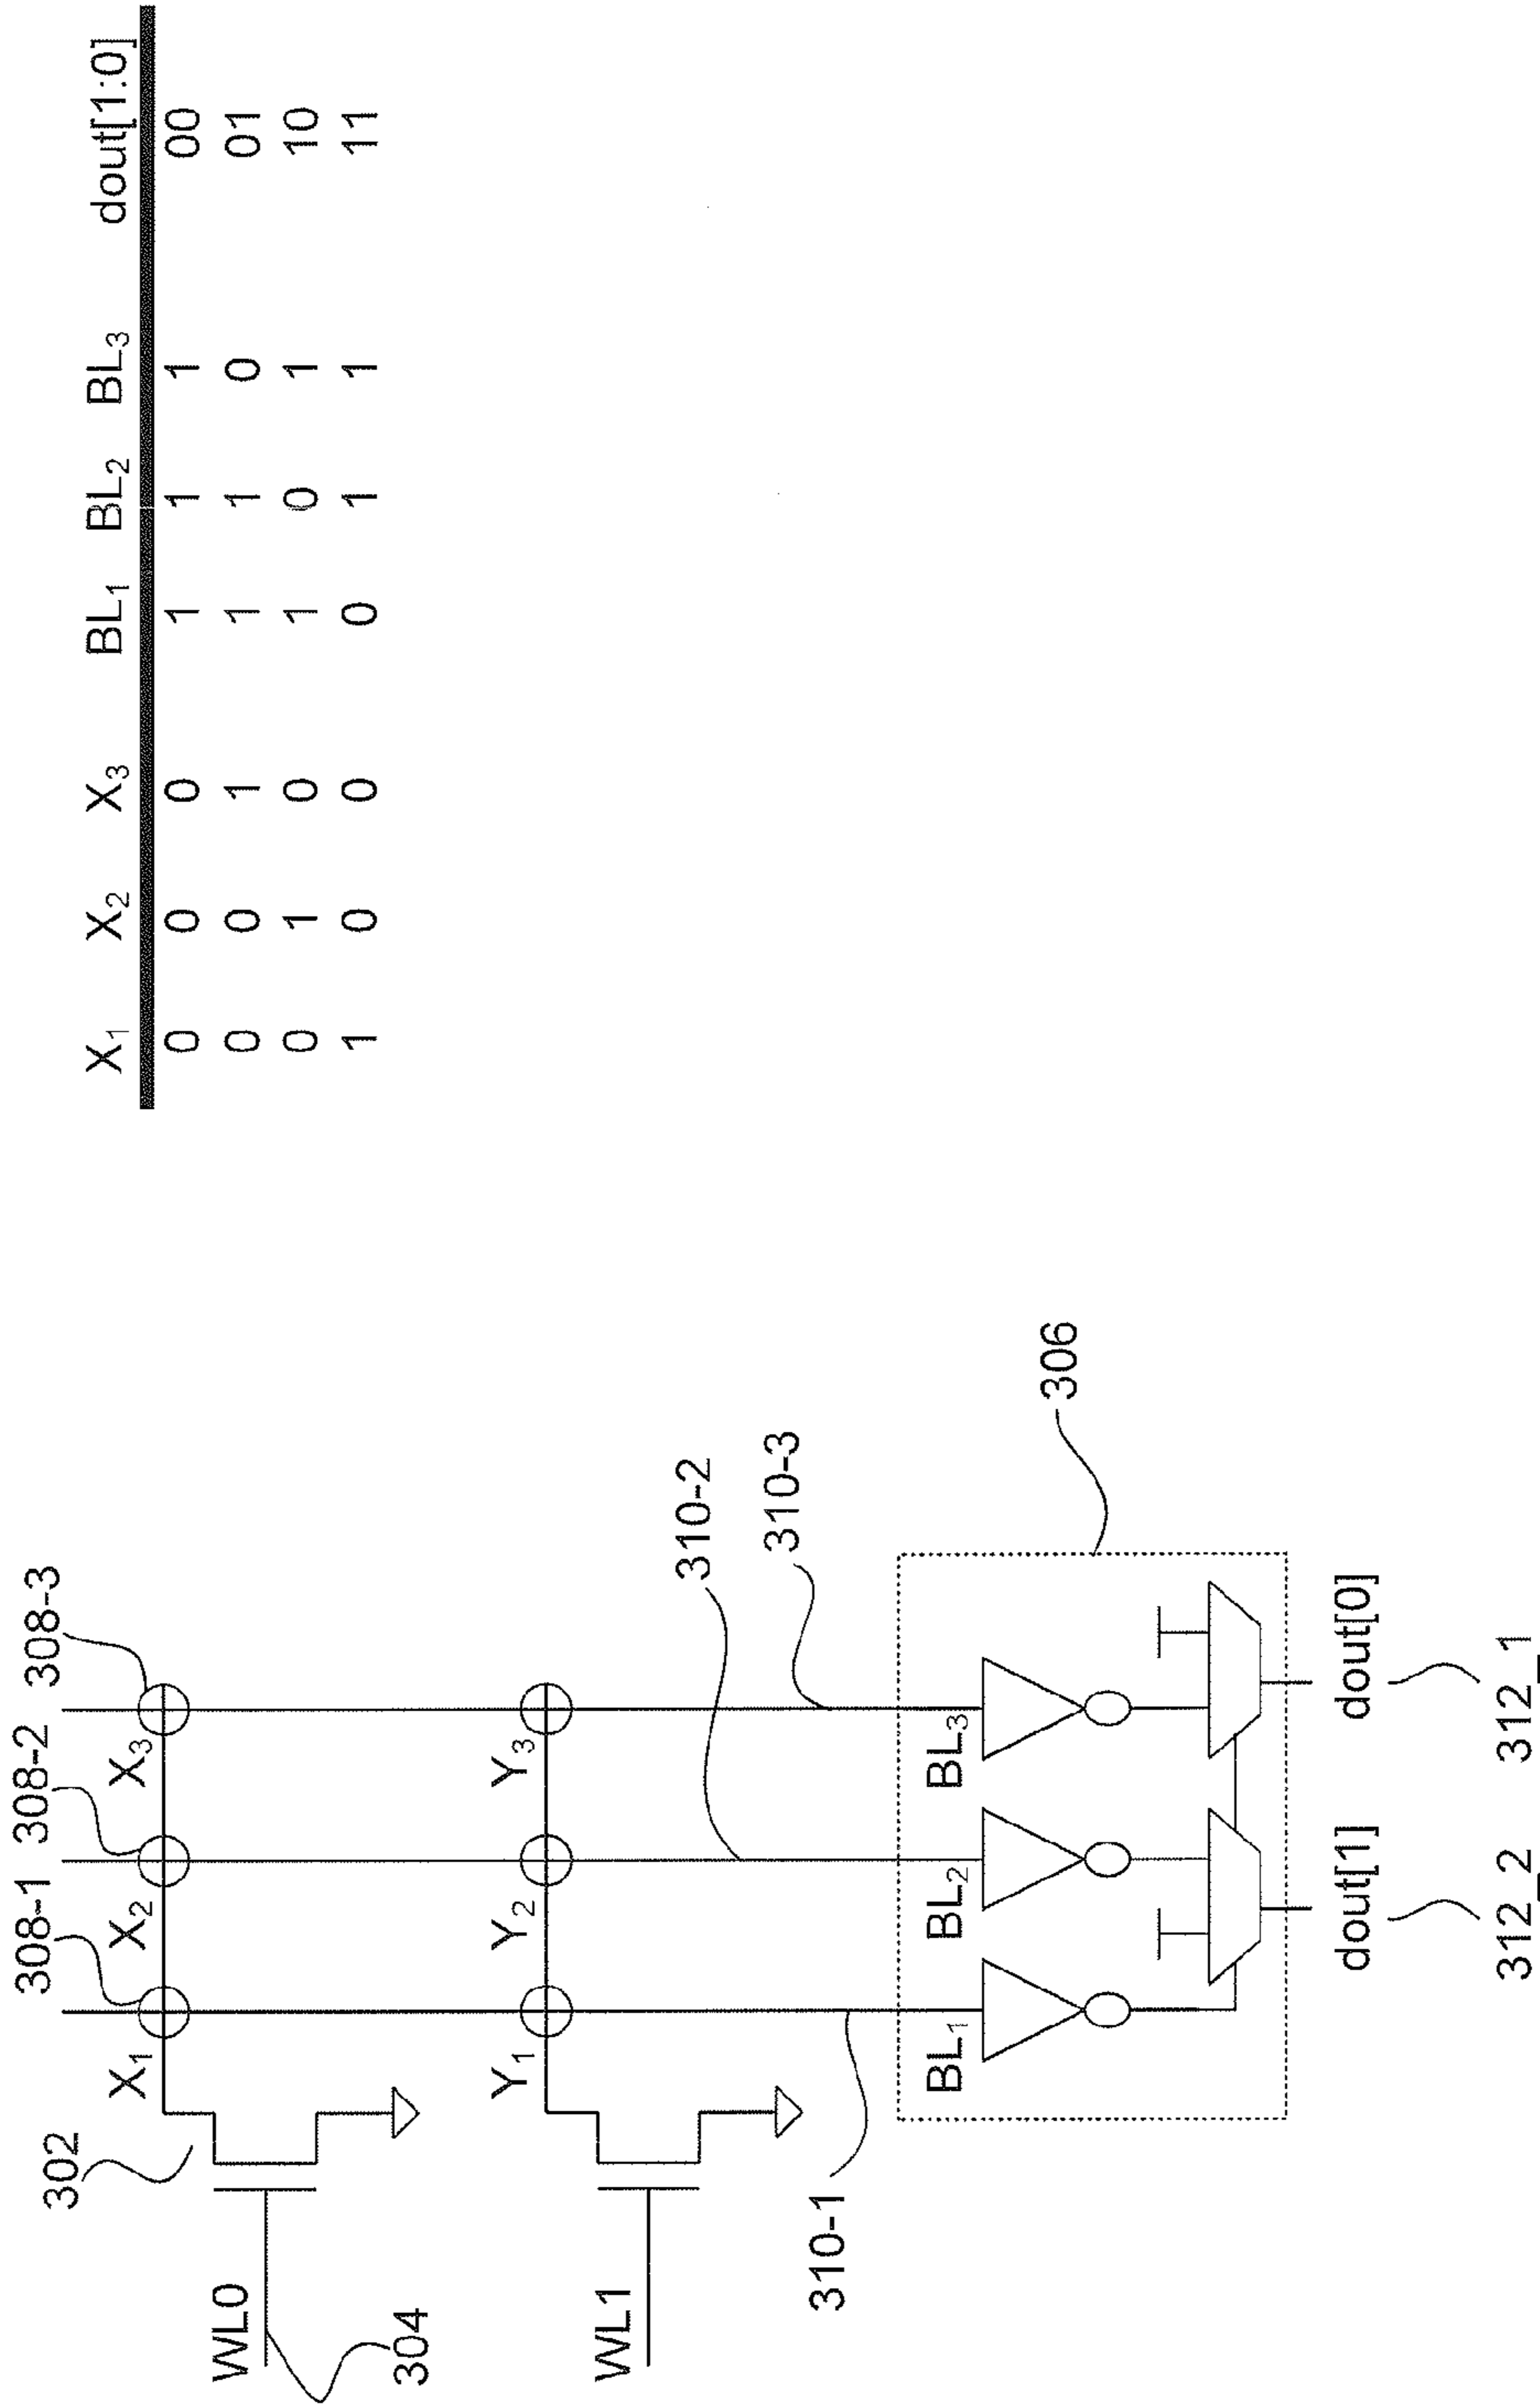 308-1 308-2 308-3
302
X1 X2 X3
WL0
304
Y1 Y2 Y3
WL1
310-2
310-3
310-1
BL1 BL2 BL3
306
dout[1] dout[0]
312_2 312_1
X1 X2 X3 BL1 BL2 BL3 dout[1:0]
0 0 0 1 1 1 00
0 0 1 1 1 0 01
0 1 0 1 0 1 10
1 0 0 0 1 1 11